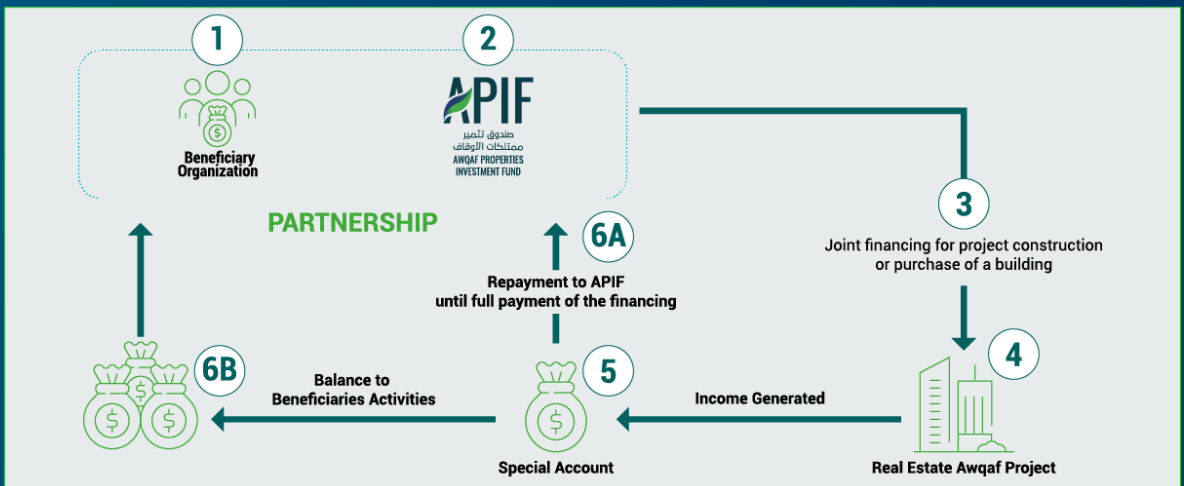 1
2
APIF
صندوق تثمير
ممتلكات الأوقاف
AWQAF PROPERTIES
INVESTMENT FUND
Beneficiary
Organization
PARTNERSHIP
3
Joint financing for project construction
or purchase of a building
6A
Repayment to APIF
until full payment of the financing
4
Real Estate Awqaf Project
Income Generated
5
$
Special Account
Balance to
Beneficiaries Activities
6B
$
$
$
$